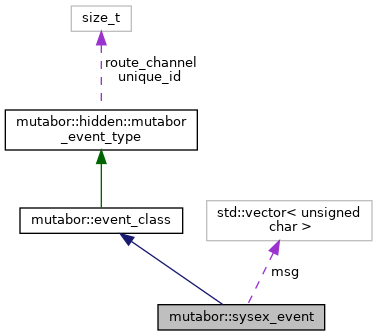 size_t
route_channel
unique_id
mutabor::hidden::mutabor
_event_type
mutabor::event_class
std::vector< unsigned
char >
msg
mutabor::sysex_event